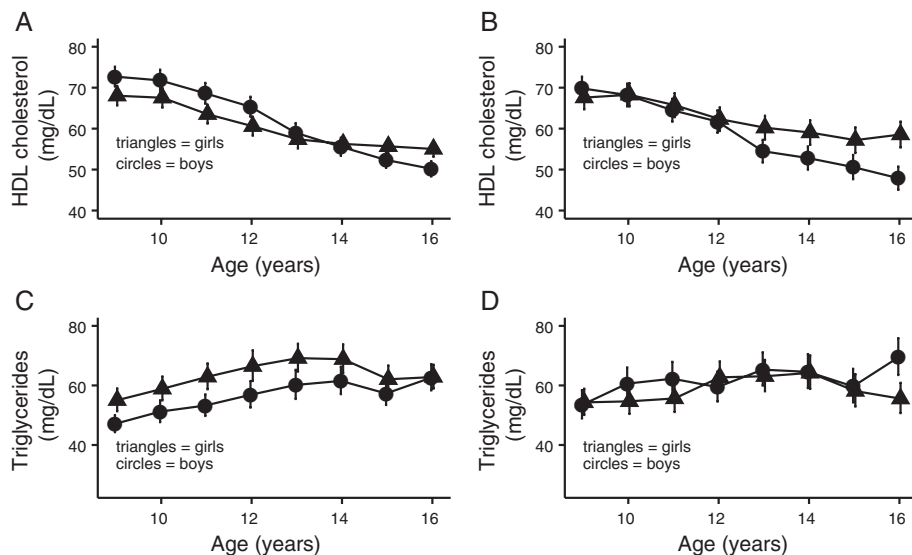 A
HDL cholesterol
(mg/dL)
80
70
60
50
40
triangles = girls
circles = boys
10 12 14 16
Age (years)
B
HDL cholesterol
(mg/dL)
80
70
60
50
40
triangles = girls
circles = boys
10 12 14 16
Age (years)
C
Triglycerides
(mg/dL)
80
60
40
triangles = girls
circles = boys
10 12 14 16
Age (years)
D
Triglycerides
(mg/dL)
80
60
40
triangles = girls
circles = boys
10 12 14 16
Age (years)